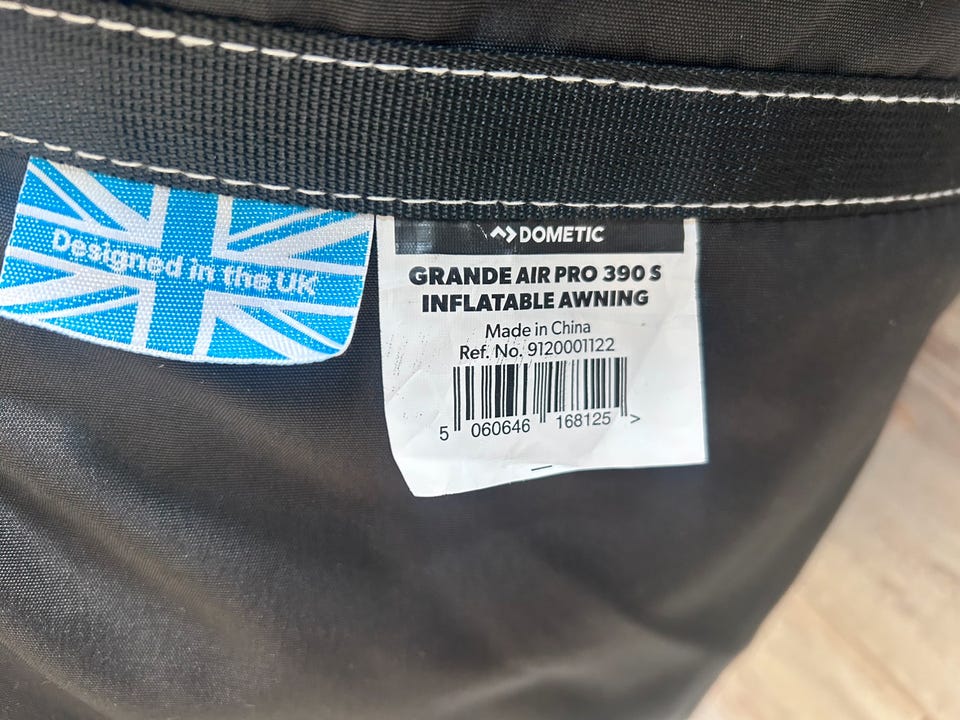 Designed in the UK
DOMETIC
GRANDE AIR PRO 390 S
INFLATABLE AWNING
Made in China
Ref. No. 9120001122
5 060646 168125 >